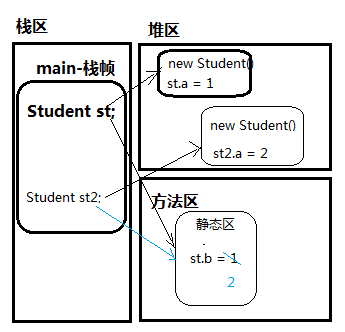 栈区
main-栈帧
Student st;
Student st2;
堆区
new Student()
st.a = 1
new Student()
st2.a = 2
方法区
静态区
st.b = 1
2